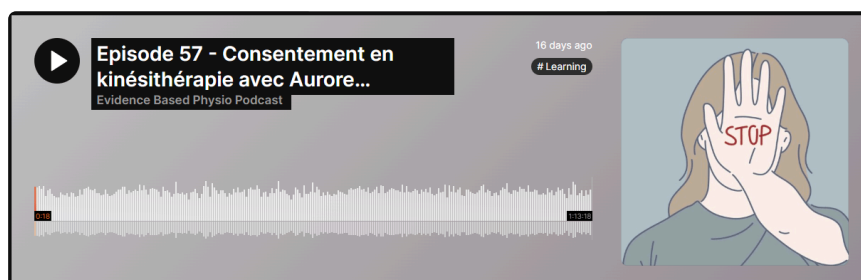 Episode 57 - Consentement en
kinésithérapie avec Aurore...
Evidence Based Physio Podcast
16 days ago
# Learning
STOP
0:18
1:13:18